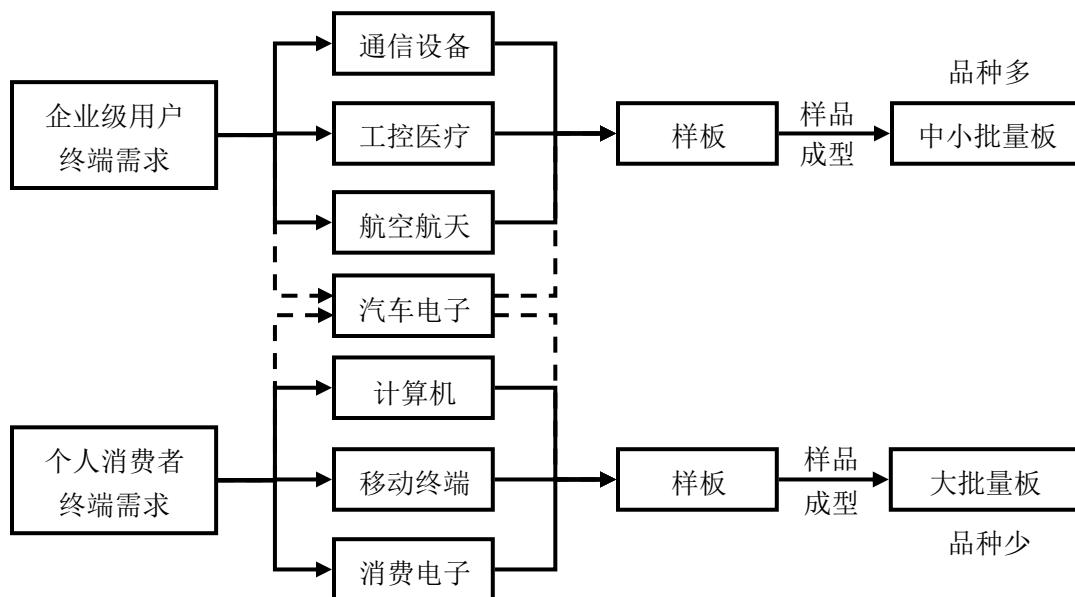 通信设备
品种多
企业级用户
终端需求
工控医疗
样板
样品
成型
中小批量板
航空航天
汽车电子
计算机
个人消费者
终端需求
移动终端
样板
样品
成型
大批量板
品种少
消费电子